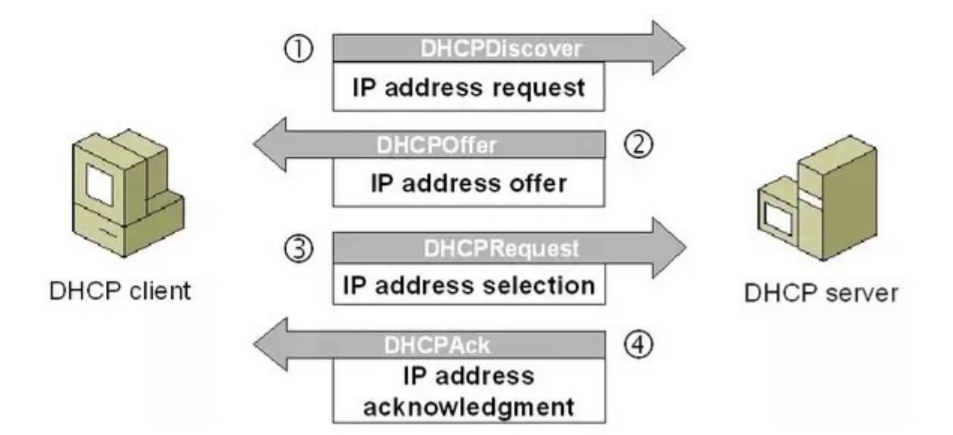 ① DHCPDiscover
IP address request
DHCPOffer ②
IP address offer
③ DHCPRequest
IP address selection
DHCP client
DHCP server
DHCPAck ④
IP address
acknowledgment